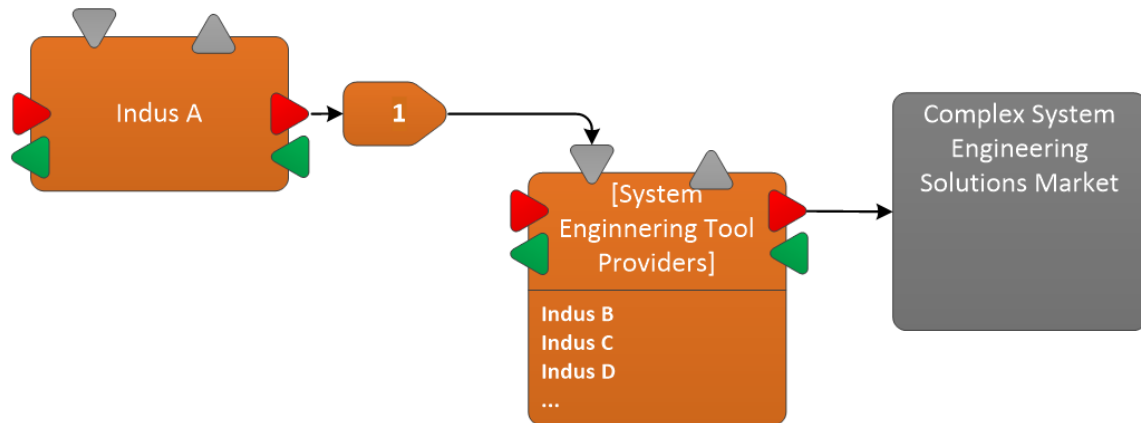 Indus A
1
[System
Enginnering Tool
Providers]
Indus B
Indus C
Indus D
...
Complex System
Engineering
Solutions Market